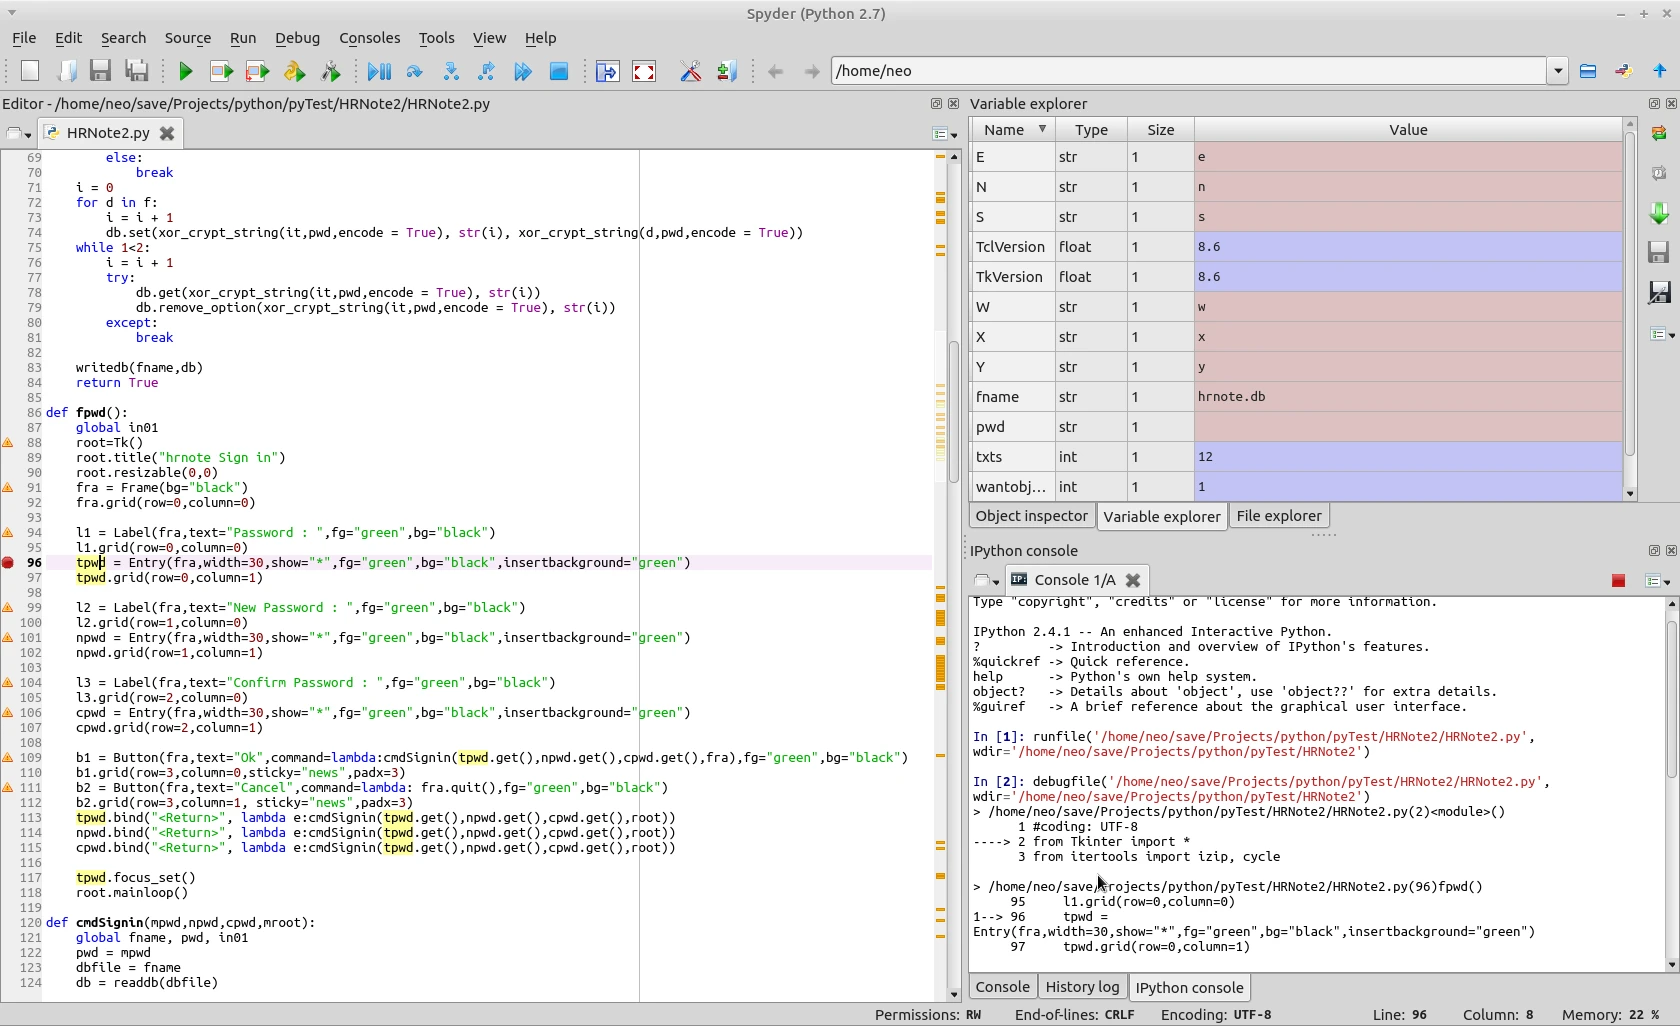 Spyder (Python 2.7)
File Edit Search Source Run Debug Consoles Tools View Help
/home/neo
Editor - /home/neo/save/Projects/python/pyTest/HRNote2/HRNote2.py
HRNote2.py
69         else:
70             break
71     i = 0
72     for d in f:
73         i = i + 1
74         db.set(xor_crypt_string(it,pwd,encode = True), str(i), xor_crypt_string(d,pwd,encode = True))
75     while 1<2:
76         i = i + 1
77         try:
78             db.get(xor_crypt_string(it,pwd,encode = True), str(i))
79             db.remove_option(xor_crypt_string(it,pwd,encode = True), str(i))
80         except:
81             break
82
83     writedb(fname,db)
84     return True
85
86 def fpwd():
87     global in01
88     root=Tk()
89     root.title("hrnote Sign in")
90     root.resizable(0,0)
91     fra = Frame(bg="black")
92     fra.grid(row=0,column=0)
93
94     l1 = Label(fra,text="Password : ",fg="green",bg="black")
95     l1.grid(row=0,column=0)
96     tpwd = Entry(fra,width=30,show="*",fg="green",bg="black",insertbackground="green")
97     tpwd.grid(row=0,column=1)
98
99     l2 = Label(fra,text="New Password : ",fg="green",bg="black")
100     l2.grid(row=1,column=0)
101     npwd = Entry(fra,width=30,show="*",fg="green",bg="black",insertbackground="green")
102     npwd.grid(row=1,column=1)
103
104     l3 = Label(fra,text="Confirm Password : ",fg="green",bg="black")
105     l3.grid(row=2,column=0)
106     cpwd = Entry(fra,width=30,show="*",fg="green",bg="black",insertbackground="green")
107     cpwd.grid(row=2,column=1)
108
109     b1 = Button(fra,text="Ok",command=lambda:cmdSignin(tpwd.get(),npwd.get(),cpwd.get(),fra),fg="green",bg="black")
110     b1.grid(row=3,column=0,sticky="news",padx=3)
111     b2 = Button(fra,text="Cancel",command=lambda: fra.quit(),fg="green",bg="black")
112     b2.grid(row=3,column=1, sticky="news",padx=3)
113     tpwd.bind("<Return>", lambda e:cmdSignin(tpwd.get(),npwd.get(),cpwd.get(),root))
114     npwd.bind("<Return>", lambda e:cmdSignin(tpwd.get(),npwd.get(),cpwd.get(),root))
115     cpwd.bind("<Return>", lambda e:cmdSignin(tpwd.get(),npwd.get(),cpwd.get(),root))
116
117     tpwd.focus_set()
118     root.mainloop()
119
120 def cmdSignin(mpwd,npwd,cpwd,mroot):
121     global fname, pwd, in01
122     pwd = mpwd
123     dbfile = fname
124     db = readdb(dbfile)
Variable explorer
Name Type Size Value
E str 1 e
N str 1 n
S str 1 s
TclVersion float 1 8.6
TkVersion float 1 8.6
W str 1 w
X str 1 x
Y str 1 y
fname str 1 hrnote.db
pwd str 1
txts int 1 12
wantobj... int 1 1
Object inspector Variable explorer File explorer
IPython console
IP: Console 1/A
Type "copyright", "credits" or "license" for more information.

IPython 2.4.1 -- An enhanced Interactive Python.
?         -> Introduction and overview of IPython's features.
%quickref -> Quick reference.
help      -> Python's own help system.
object?   -> Details about 'object', use 'object??' for extra details.
%guiref   -> A brief reference about the graphical user interface.

In [1]: runfile('/home/neo/save/Projects/python/pyTest/HRNote2/HRNote2.py',
wdir='/home/neo/save/Projects/python/pyTest/HRNote2')

In [2]: debugfile('/home/neo/save/Projects/python/pyTest/HRNote2/HRNote2.py',
wdir='/home/neo/save/Projects/python/pyTest/HRNote2')
> /home/neo/save/Projects/python/pyTest/HRNote2/HRNote2.py(2)<module>()
      1 #coding: UTF-8
----> 2 from Tkinter import *
      3 from itertools import izip, cycle

> /home/neo/save/Projects/python/pyTest/HRNote2/HRNote2.py(96)fpwd()
     95     l1.grid(row=0,column=0)
1--> 96     tpwd =
Entry(fra,width=30,show="*",fg="green",bg="black",insertbackground="green")
     97     tpwd.grid(row=0,column=1)
Console History log IPython console
Permissions: RW End-of-lines: CRLF Encoding: UTF-8 Line: 96 Column: 8 Memory: 22 %